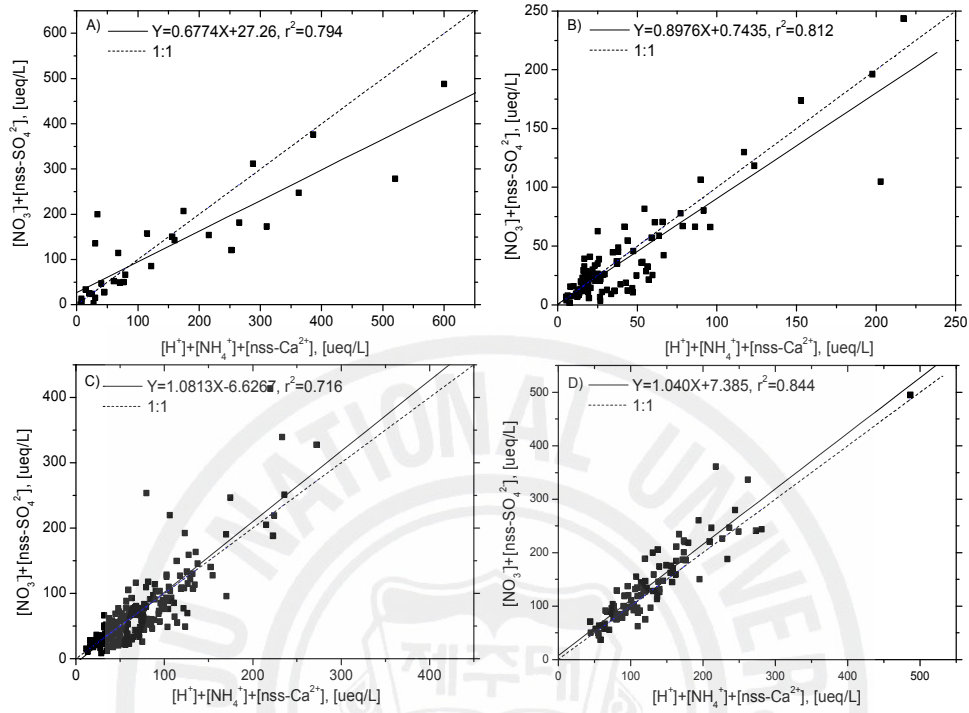 A)
Y=0.6774X+27.26, r²=0.794
1:1
[NO₃⁻]+[nss-SO₄²⁻], [ueq/L]
600
500
400
300
200
100
0
0 100 200 300 400 500 600
[H⁺]+[NH₄⁺]+[nss-Ca²⁺], [ueq/L]
B)
Y=0.8976X+0.7435, r²=0.812
1:1
[NO₃⁻]+[nss-SO₄²⁻], [ueq/L]
250
200
150
100
50
0
0 50 100 150 200 250
[H⁺]+[NH₄⁺]+[nss-Ca²⁺], [ueq/L]
C)
Y=1.0813X-6.6267, r²=0.716
1:1
[NO₃⁻]+[nss-SO₄²⁻], [ueq/L]
400
300
200
100
0
0 100 200 300 400
[H⁺]+[NH₄⁺]+[nss-Ca²⁺], [ueq/L]
D)
Y=1.040X+7.385, r²=0.844
1:1
[NO₃⁻]+[nss-SO₄²⁻], [ueq/L]
500
400
300
200
100
0
0 100 200 300 400 500
[H⁺]+[NH₄⁺]+[nss-Ca²⁺], [ueq/L]
NATIONAL UNIVER
제주대